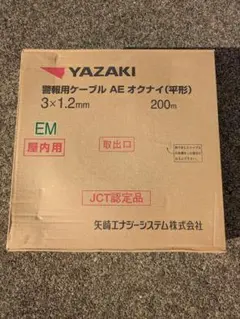 YAZAKI
警報用ケーブル AE オクナイ(平形)
3×1.2mm 200m
EM
屋内用
取出口
JCT認定品
矢崎エナジーシステム株式会社